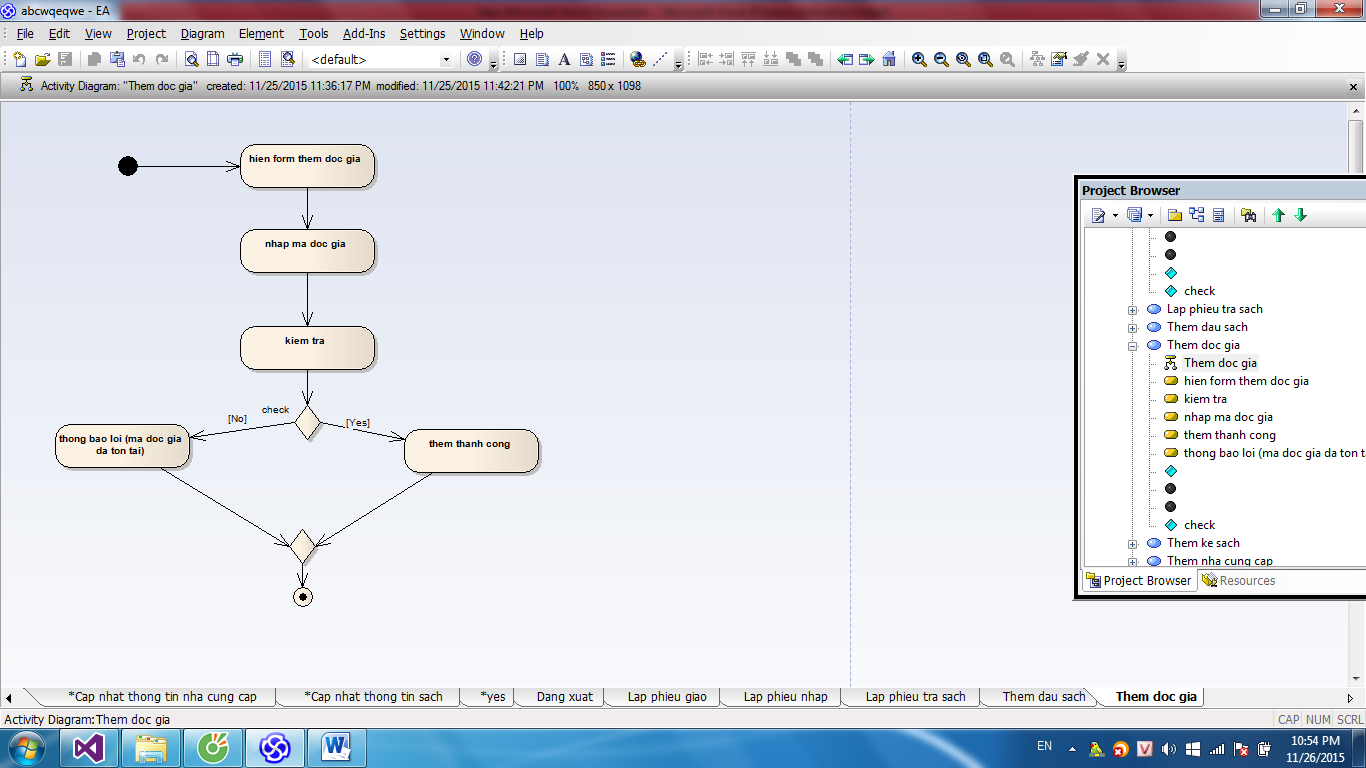 abcwqeqwe - EA
File Edit View Project Diagram Element Tools Add-Ins Settings Window Help
<default>
Activity Diagram: "Them doc gia" created: 11/25/2015 11:36:17 PM modified: 11/25/2015 11:42:21 PM 100% 850 x 1098
hien form them doc gia
nhap ma doc gia
kiem tra
check
[No]
[Yes]
thong bao loi (ma doc gia
da ton tai)
them thanh cong
Project Browser
check
Lap phieu tra sach
Them dau sach
Them doc gia
Them doc gia
hien form them doc gia
kiem tra
nhap ma doc gia
them thanh cong
thong bao loi (ma doc gia da ton t
check
Them ke sach
Them nha cung cap
Project Browser Resources
*Cap nhat thong tin nha cung cap *Cap nhat thong tin sach *yes Dang xuat Lap phieu giao Lap phieu nhap Lap phieu tra sach Them dau sach Them doc gia
Activity Diagram:Them doc gia CAP NUM SCRL
EN
10:54 PM
11/26/2015